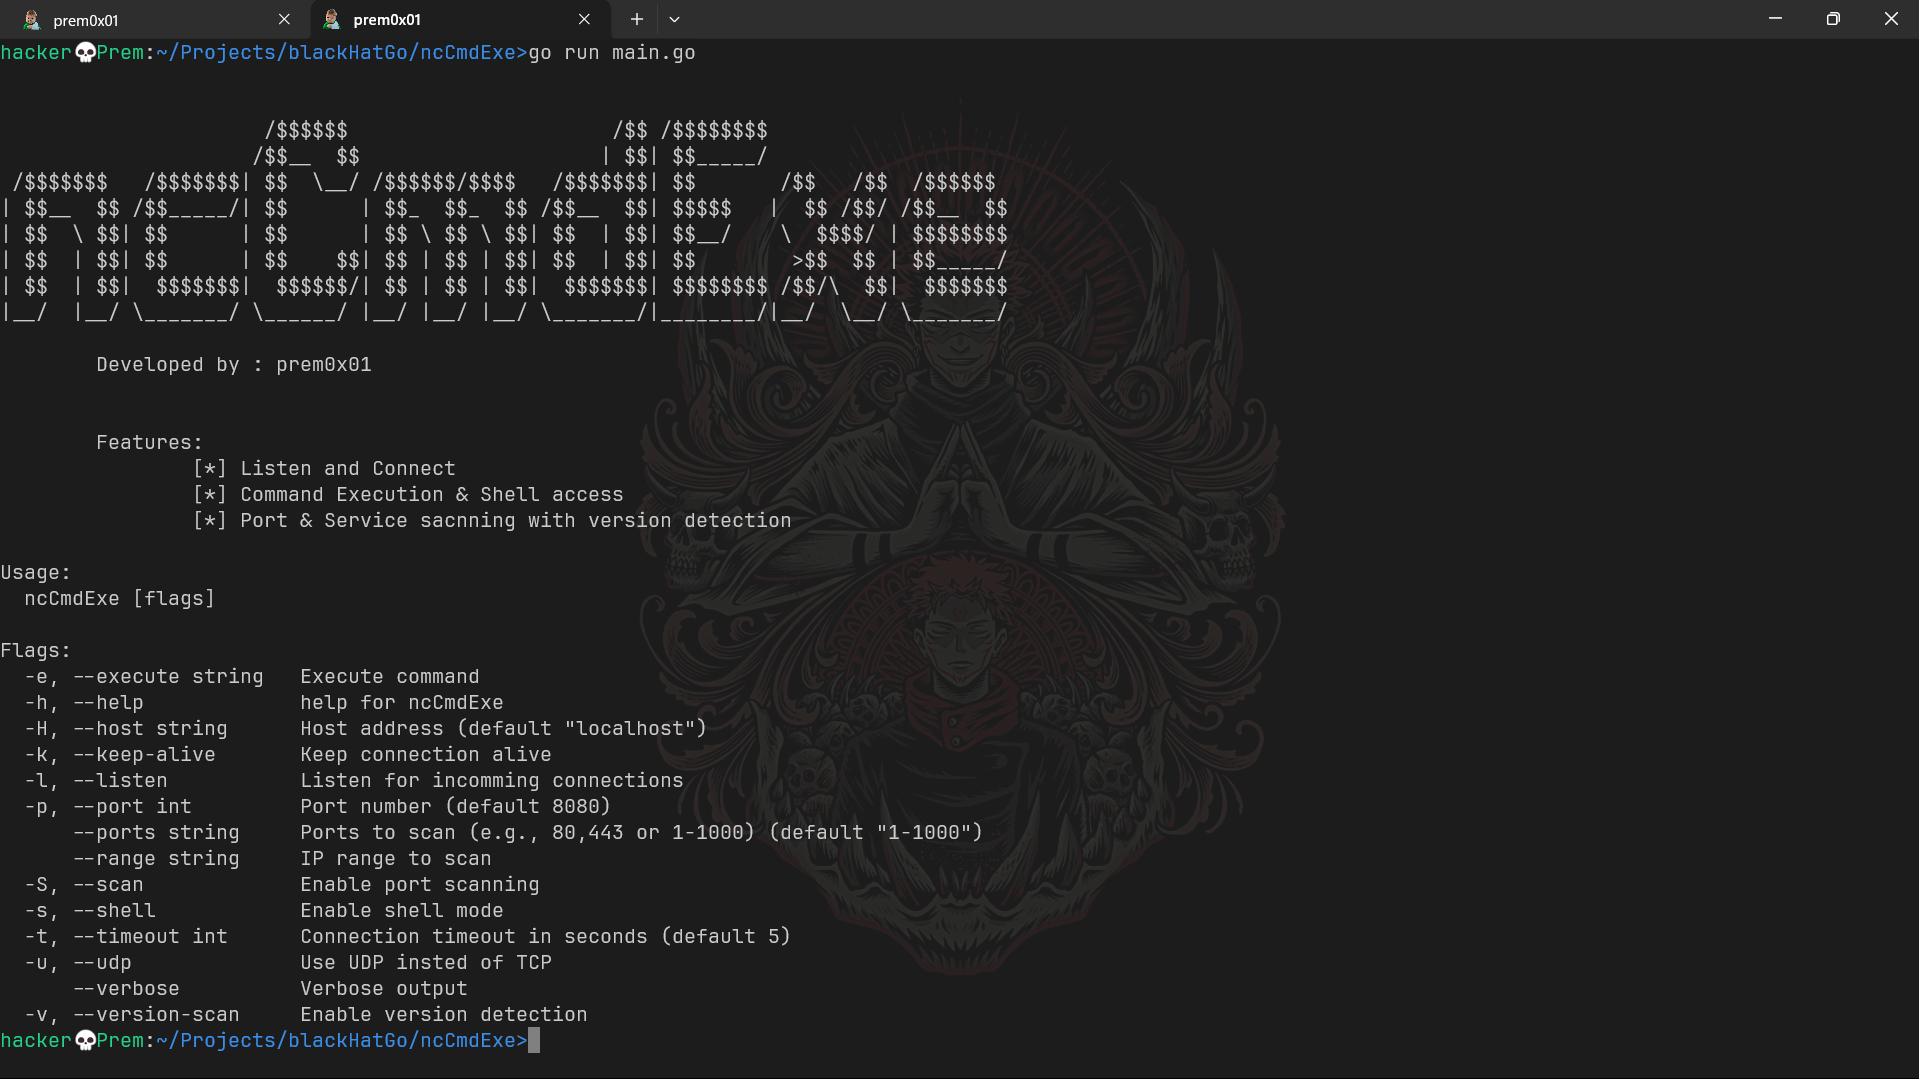 prem0x01
prem0x01
hacker💀Prem:~/Projects/blackHatGo/ncCmdExe>go run main.go
                      /$$$$$$                      /$$ /$$$$$$$$
                     /$$__  $$                    | $$| $$_____/
 /$$$$$$$   /$$$$$$$| $$  \__/ /$$$$$$/$$$$   /$$$$$$$| $$       /$$   /$$  /$$$$$$
| $$__  $$ /$$_____/| $$      | $$_  $$_  $$ /$$__  $$| $$$$$   |  $$ /$$/ /$$__  $$
| $$  \ $$| $$      | $$      | $$ \ $$ \ $$| $$  | $$| $$__/    \  $$$$/ | $$$$$$$$
| $$  | $$| $$      | $$    $$| $$ | $$ | $$| $$  | $$| $$        >$$  $$ | $$_____/
| $$  | $$|  $$$$$$$|  $$$$$$/| $$ | $$ | $$|  $$$$$$$| $$$$$$$$ /$$/\  $$|  $$$$$$$
|__/  |__/ \_______/ \______/ |__/ |__/ |__/ \_______/|________/|__/  \__/ \_______/
Developed by : prem0x01
Features:
[*] Listen and Connect
[*] Command Execution & Shell access
[*] Port & Service sacnning with version detection
Usage:
  ncCmdExe [flags]
Flags:
  -e, --execute string   Execute command
  -h, --help             help for ncCmdExe
  -H, --host string      Host address (default "localhost")
  -k, --keep-alive       Keep connection alive
  -l, --listen           Listen for incomming connections
  -p, --port int         Port number (default 8080)
      --ports string     Ports to scan (e.g., 80,443 or 1-1000) (default "1-1000")
      --range string     IP range to scan
  -S, --scan             Enable port scanning
  -s, --shell            Enable shell mode
  -t, --timeout int      Connection timeout in seconds (default 5)
  -u, --udp              Use UDP insted of TCP
      --verbose          Verbose output
  -v, --version-scan     Enable version detection
hacker💀Prem:~/Projects/blackHatGo/ncCmdExe>